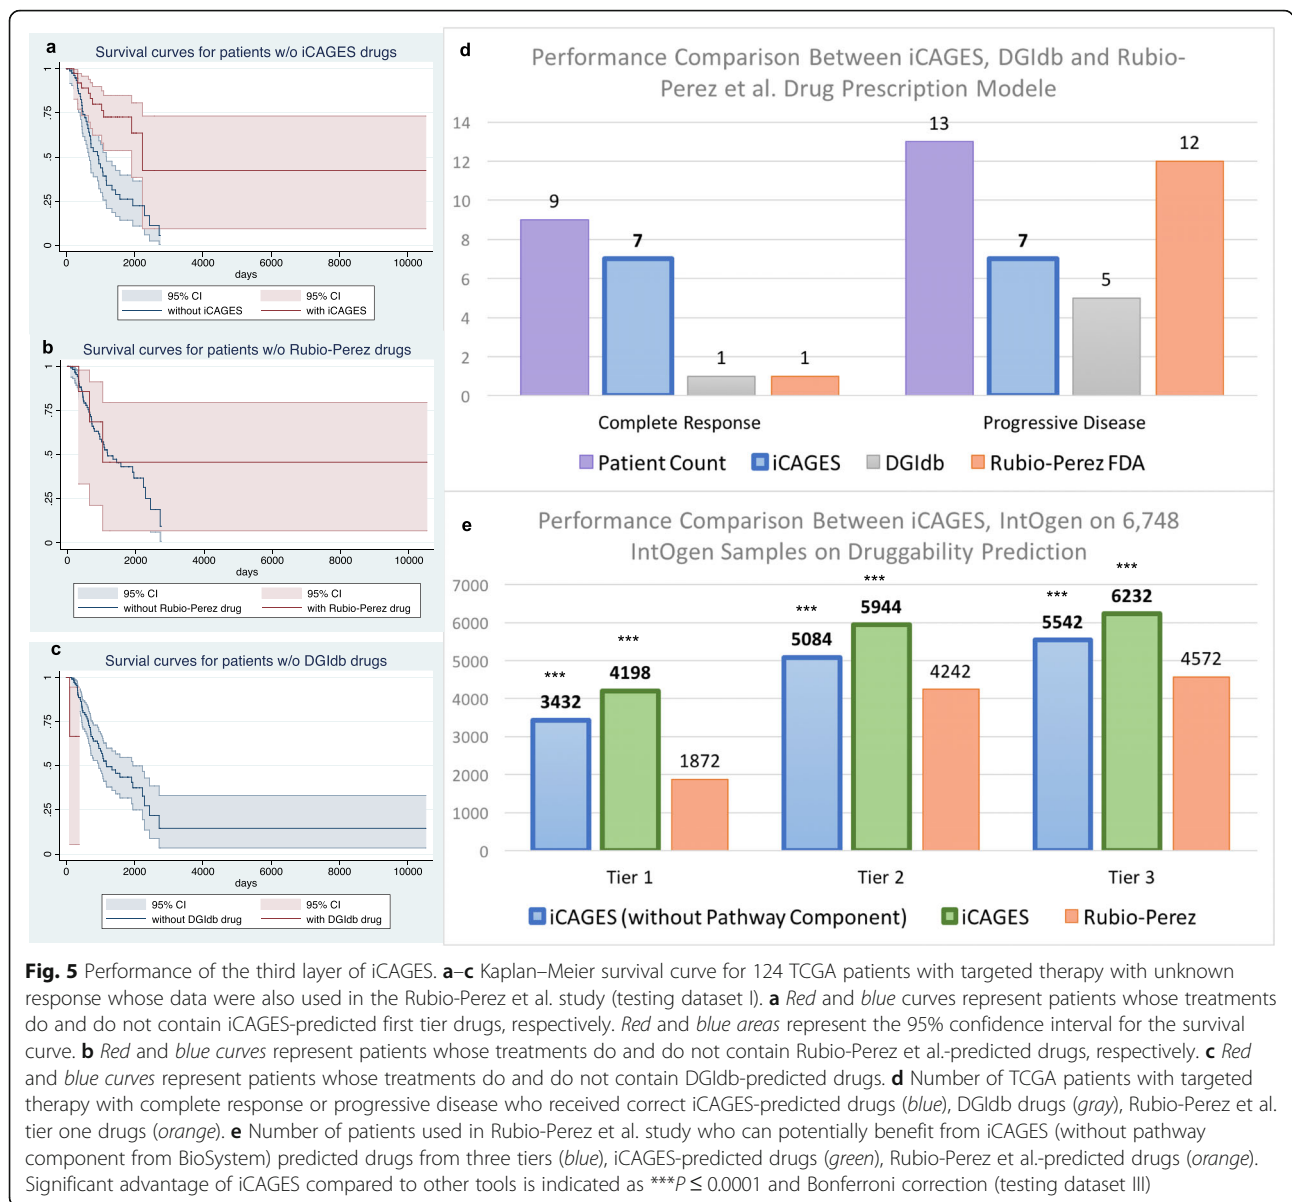 a
Survival curves for patients w/o iCAGES drugs
1
.75
.5
.25
0
0 2000 4000 6000 8000 10000
days
95% CI 95% CI
without iCAGES with iCAGES
b
Survival curves for patients w/o Rubio-Perez drugs
1
.75
.5
.25
0
0 2000 4000 6000 8000 10000
days
95% CI 95% CI
without Rubio-Perez drug with Rubio-Perez drug
c
Survial curves for patients w/o DGIdb drugs
1
.75
.5
.25
0
0 2000 4000 6000 8000 10000
days
95% CI 95% CI
without DGIdb drug with DGIdb drug
d
Performance Comparison Between iCAGES, DGIdb and Rubio-
Perez et al. Drug Prescription Modele
14
12
10
8
6
4
2
0
9 7 1 1 13 7 5 12
Complete Response Progressive Disease
Patient Count iCAGES DGIdb Rubio-Perez FDA
e
Performance Comparison Between iCAGES, IntOgen on 6,748
IntOgen Samples on Druggability Prediction
7000
6000
5000
4000
3000
2000
1000
0
*** *** *** *** *** ***
3432 4198 1872 5084 5944 4242 5542 6232 4572
Tier 1 Tier 2 Tier 3
iCAGES (without Pathway Component) iCAGES Rubio-Perez
Fig. 5 Performance of the third layer of iCAGES. a–c Kaplan–Meier survival curve for 124 TCGA patients with targeted therapy with unknown
response whose data were also used in the Rubio-Perez et al. study (testing dataset I). a Red and blue curves represent patients whose treatments
do and do not contain iCAGES-predicted first tier drugs, respectively. Red and blue areas represent the 95% confidence interval for the survival
curve. b Red and blue curves represent patients whose treatments do and do not contain Rubio-Perez et al.-predicted drugs, respectively. c Red
and blue curves represent patients whose treatments do and do not contain DGIdb-predicted drugs. d Number of TCGA patients with targeted
therapy with complete response or progressive disease who received correct iCAGES-predicted drugs (blue), DGIdb drugs (gray), Rubio-Perez et al.
tier one drugs (orange). e Number of patients used in Rubio-Perez et al. study who can potentially benefit from iCAGES (without pathway
component from BioSystem) predicted drugs from three tiers (blue), iCAGES-predicted drugs (green), Rubio-Perez et al.-predicted drugs (orange).
Significant advantage of iCAGES compared to other tools is indicated as ***P ≤ 0.0001 and Bonferroni correction (testing dataset III)